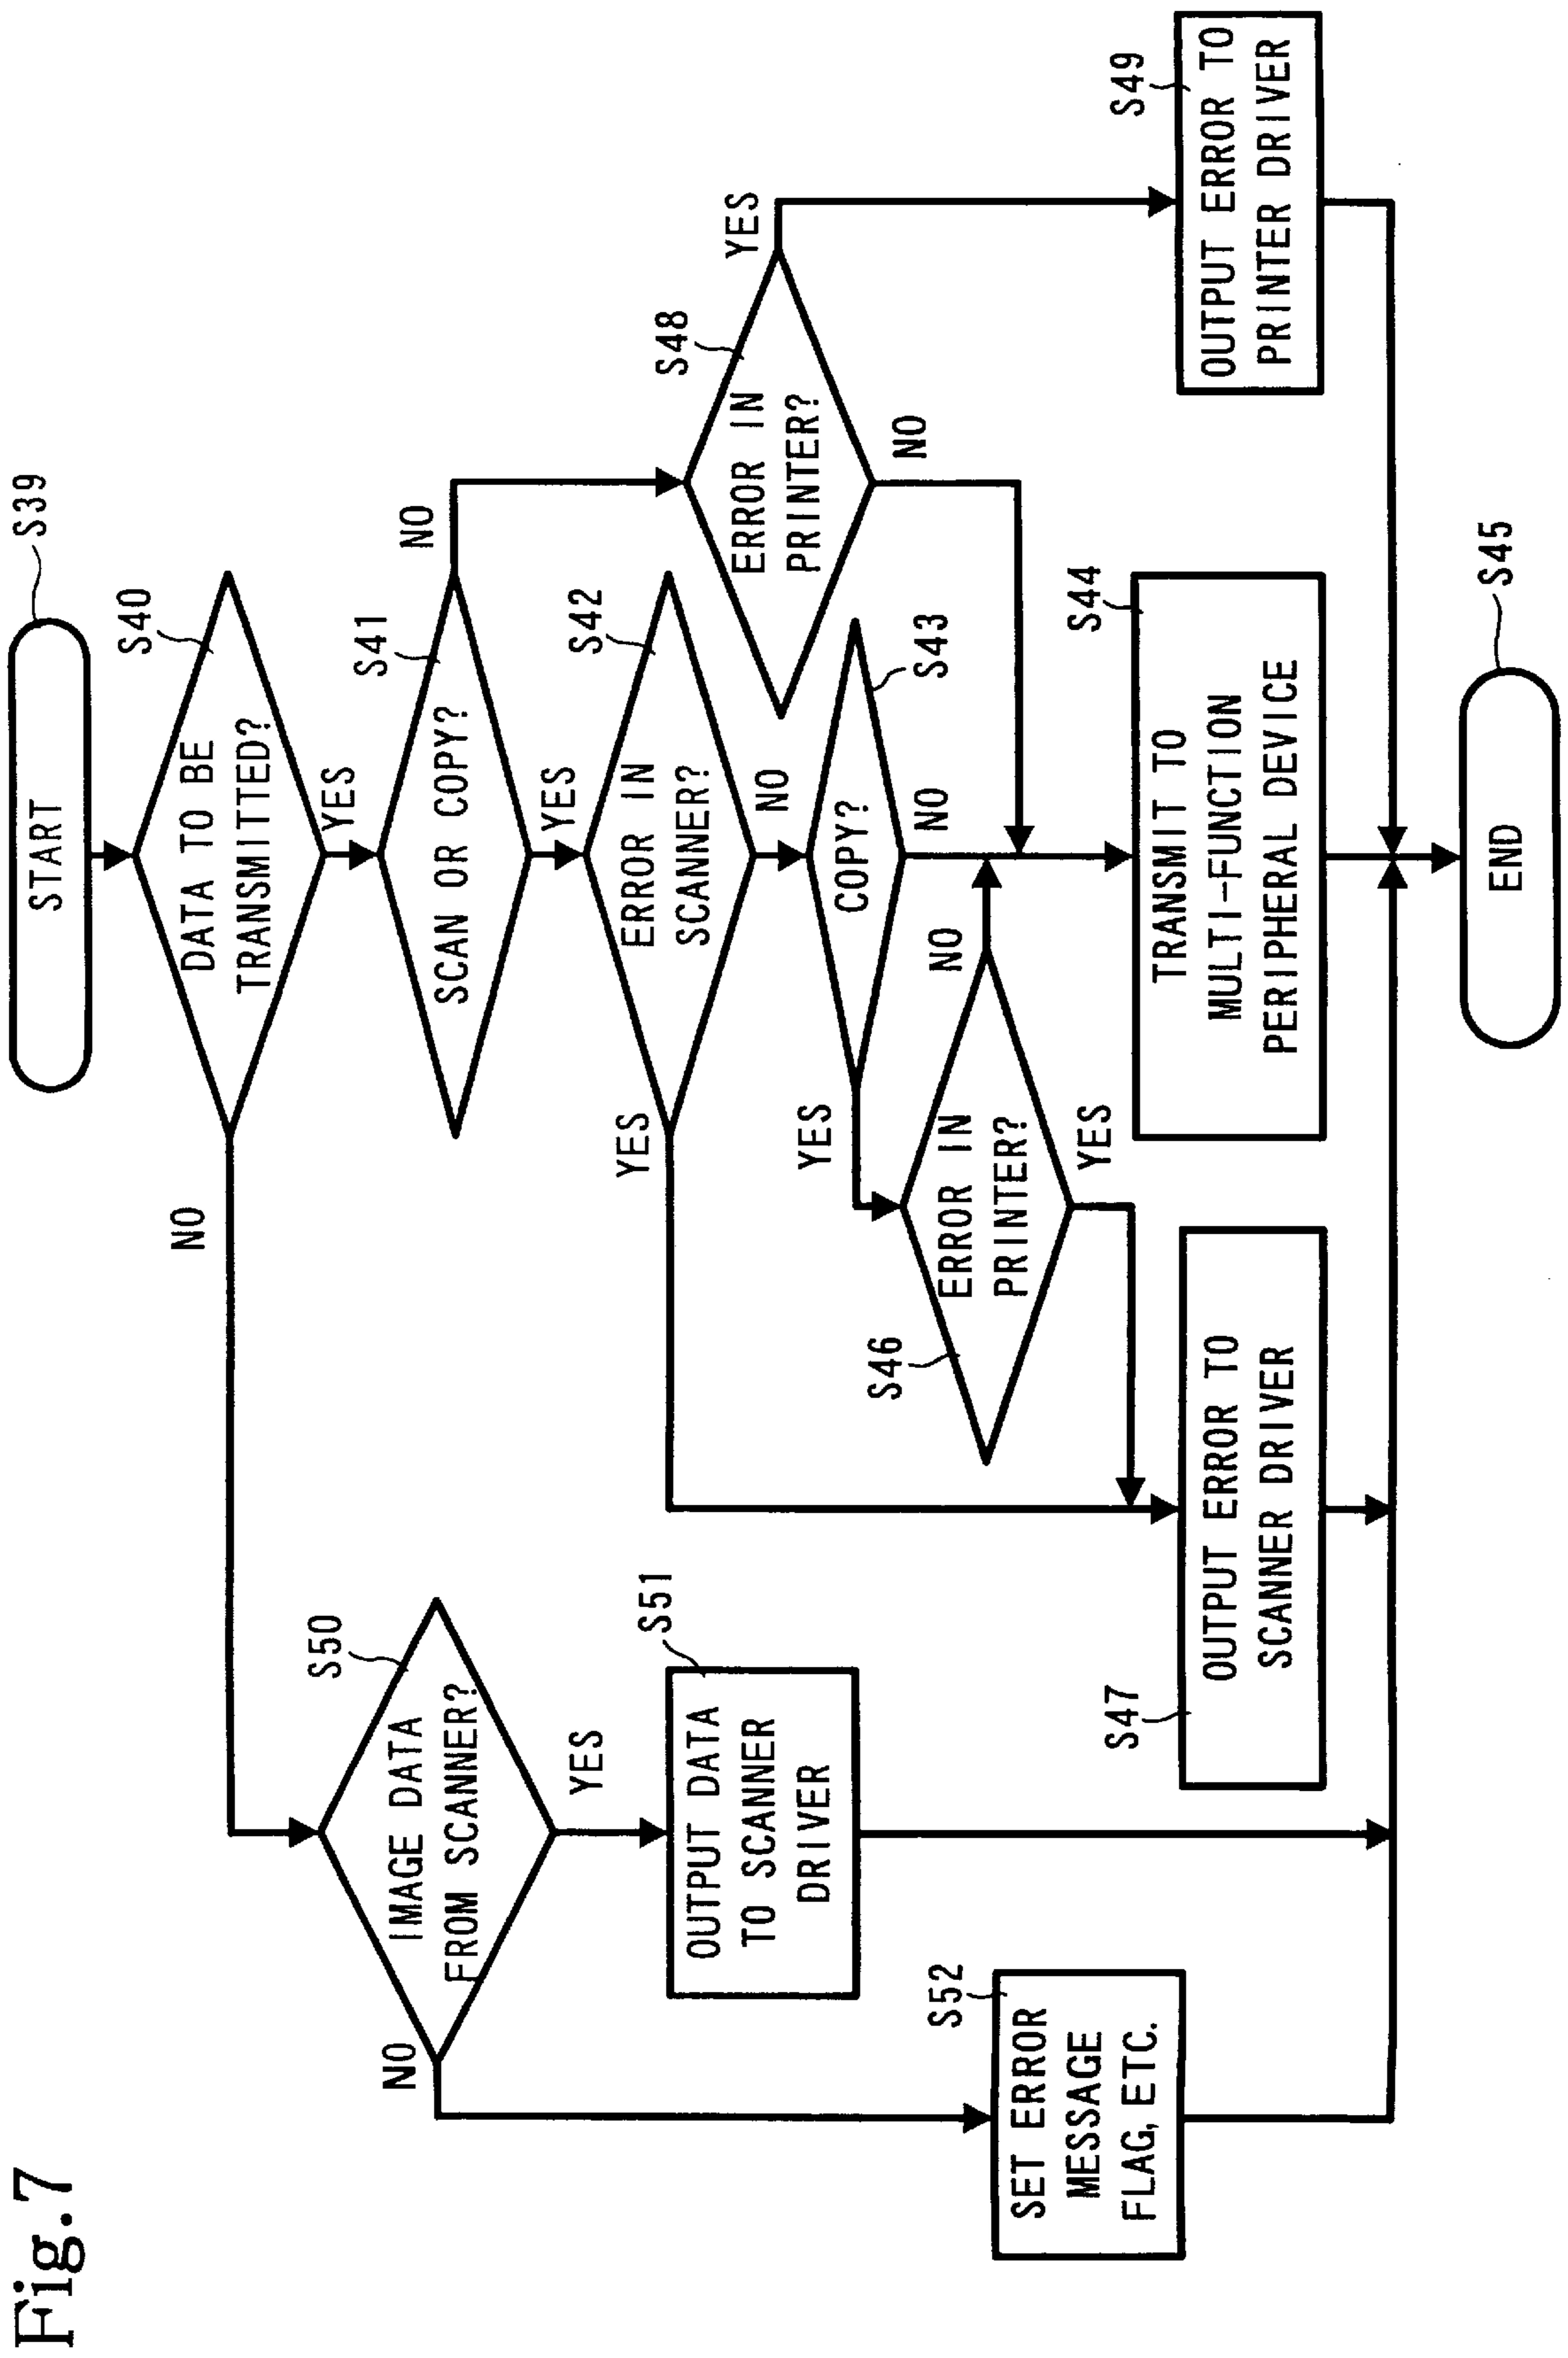 Fig.7
START
S39
DATA TO BE
TRANSMITTED?
S40
NO
YES
SCAN OR COPY?
S41
NO
YES
ERROR IN
SCANNER?
S42
YES
NO
COPY?
S43
YES
NO
ERROR IN
PRINTER?
S46
NO
YES
ERROR IN
PRINTER?
S48
YES
NO
IMAGE DATA
FROM SCANNER?
S50
NO
YES
OUTPUT DATA
TO SCANNER
DRIVER
S51
SET ERROR
MESSAGE
FLAG, ETC.
S52
OUTPUT ERROR TO
SCANNER DRIVER
S47
TRANSMIT TO
MULTI-FUNCTION
PERIPHERAL DEVICE
S44
OUTPUT ERROR TO
PRINTER DRIVER
S49
END
S45